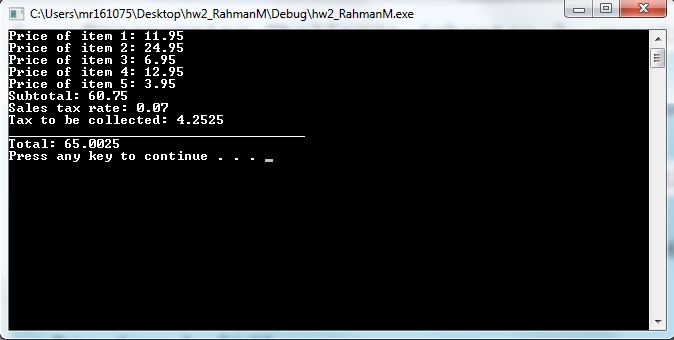 C:\Users\mr161075\Desktop\hw2_RahmanM\Debug\hw2_RahmanM.exe
Price of item 1: 11.95
Price of item 2: 24.95
Price of item 3: 6.95
Price of item 4: 12.95
Price of item 5: 3.95
Subtotal: 60.75
Sales tax rate: 0.07
Tax to be collected: 4.2525
_____________________________________
Total: 65.0025
Press any key to continue . . . _